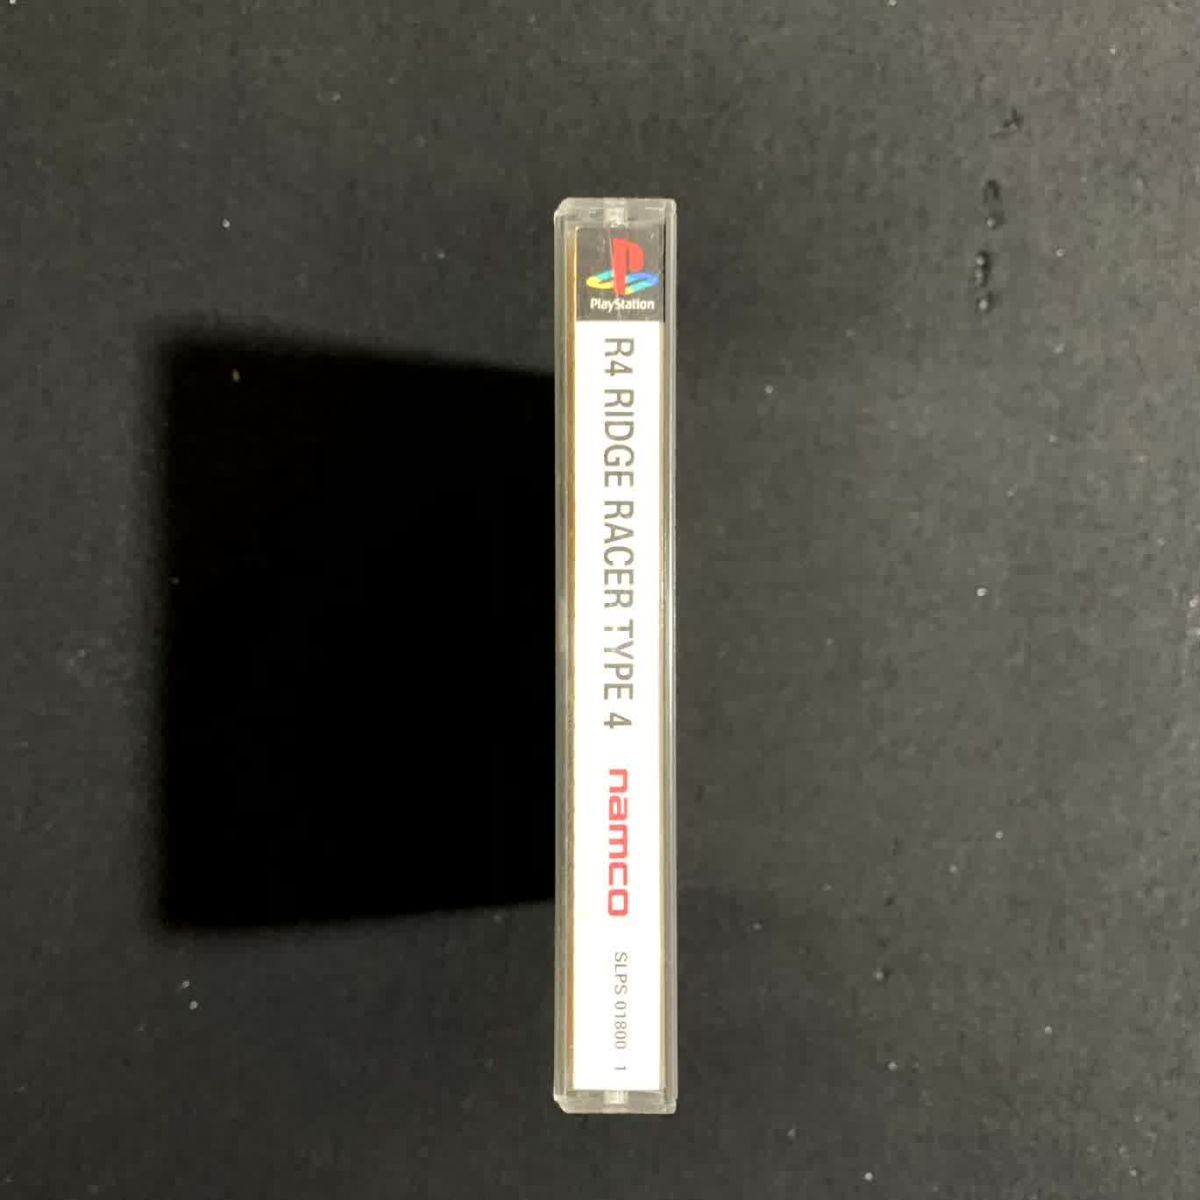 PlayStation
R4 RIDGE RACER TYPE 4
namco
SLPS 01800 1